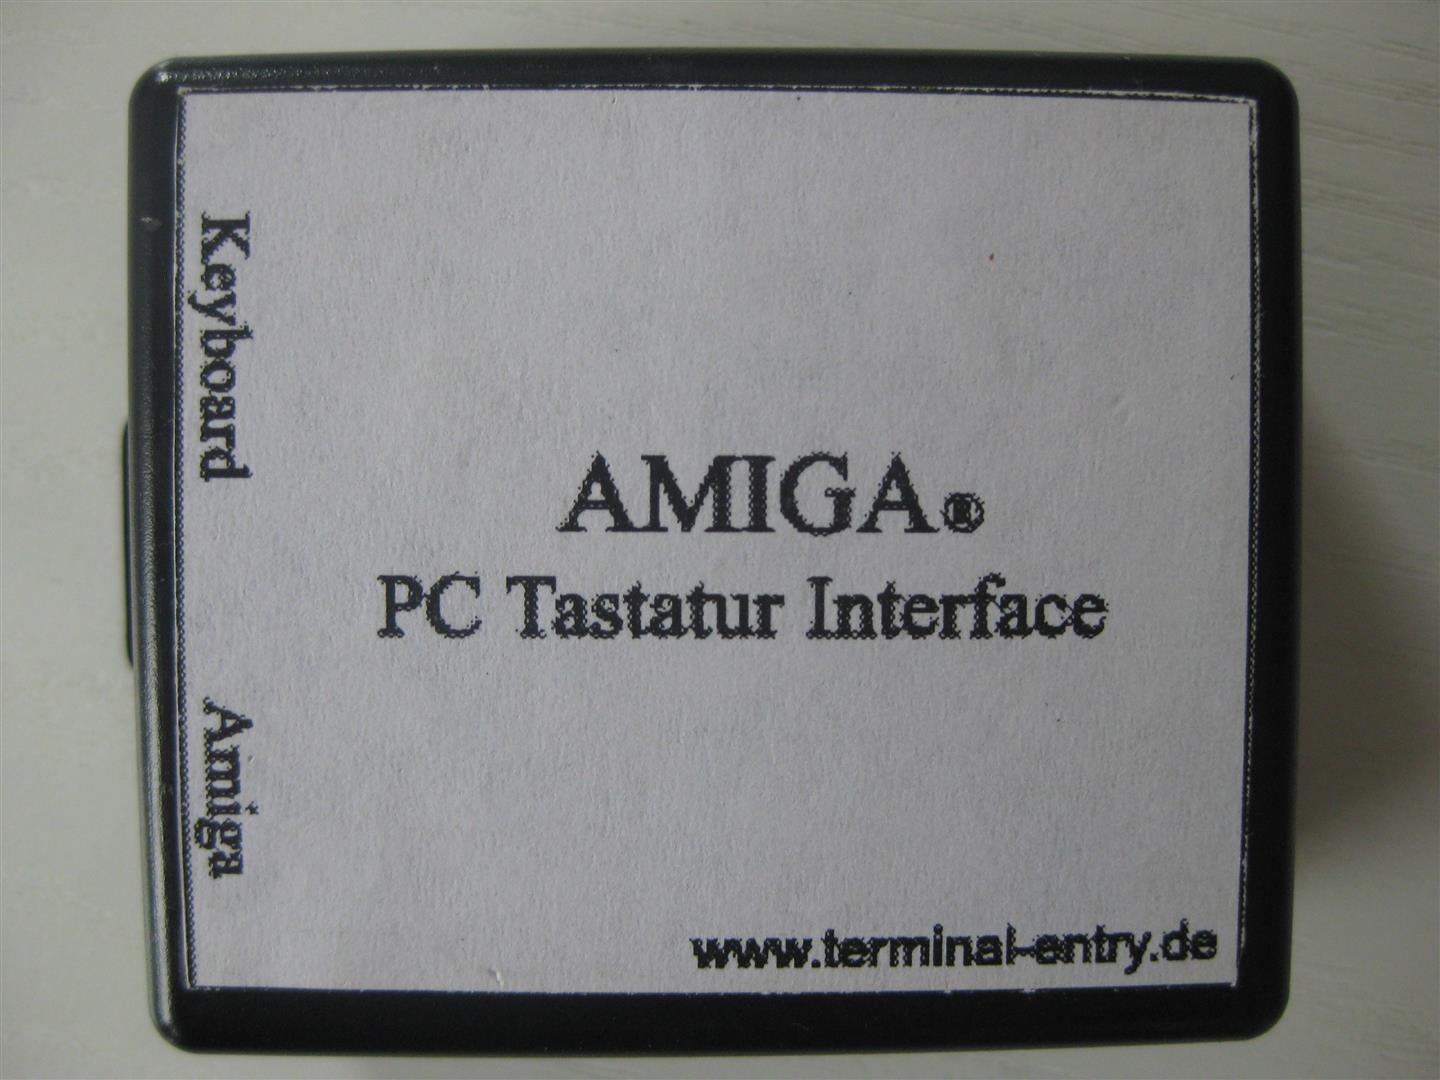 Keyboard
Amiga
AMIGA®
PC Tastatur Interface
www.terminal-entry.de